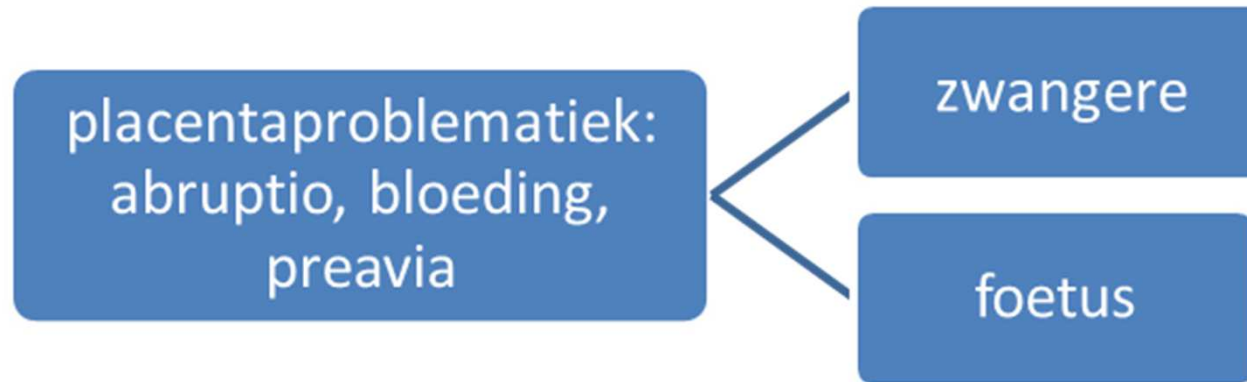 placentaproblematiek:
abruptio, bloeding,
preavia
zwangere
foetus